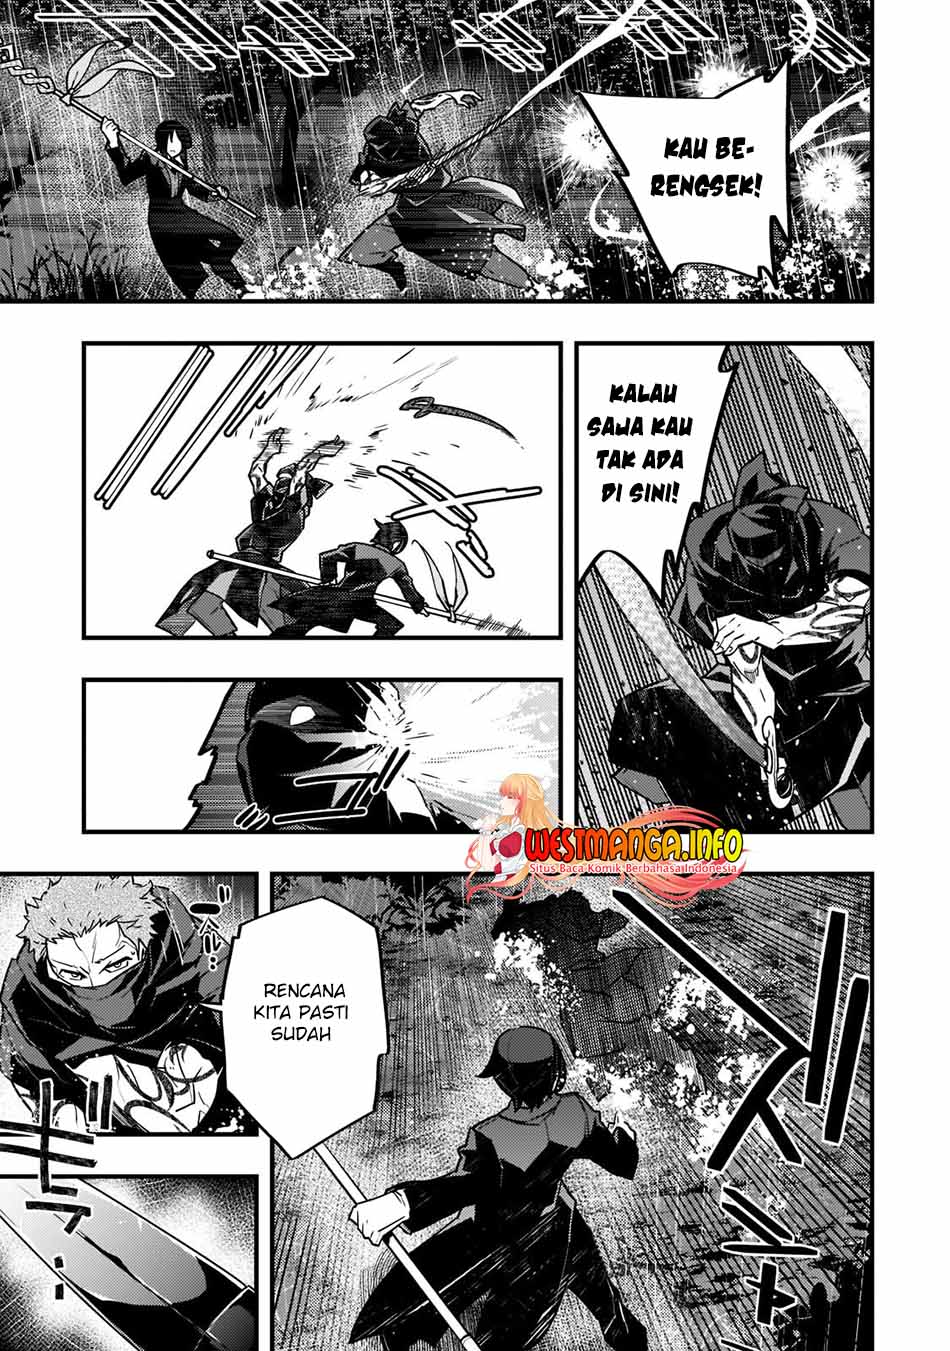 KAU BE-
RENGSEK!
KALAU
SAJA KAU
TAK ADA
DI SINI!
WESTMANGA.INFO
Situs Baca Komik Berbahasa Indonesia
RENCANA
KITA PASTI
SUDAH